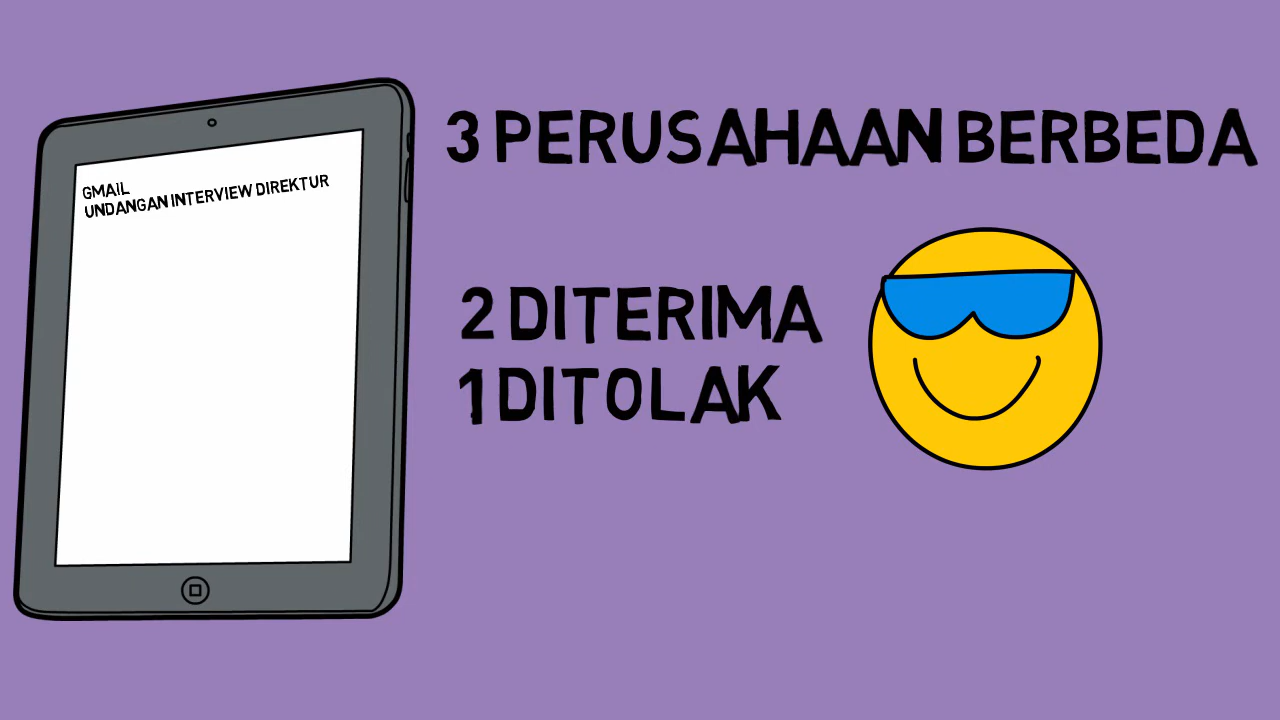 GMAIL
UNDANGAN INTERVIEW DIREKTUR
3 PERUSAHAAN BERBEDA
2 DITERIMA
1 DITOLAK